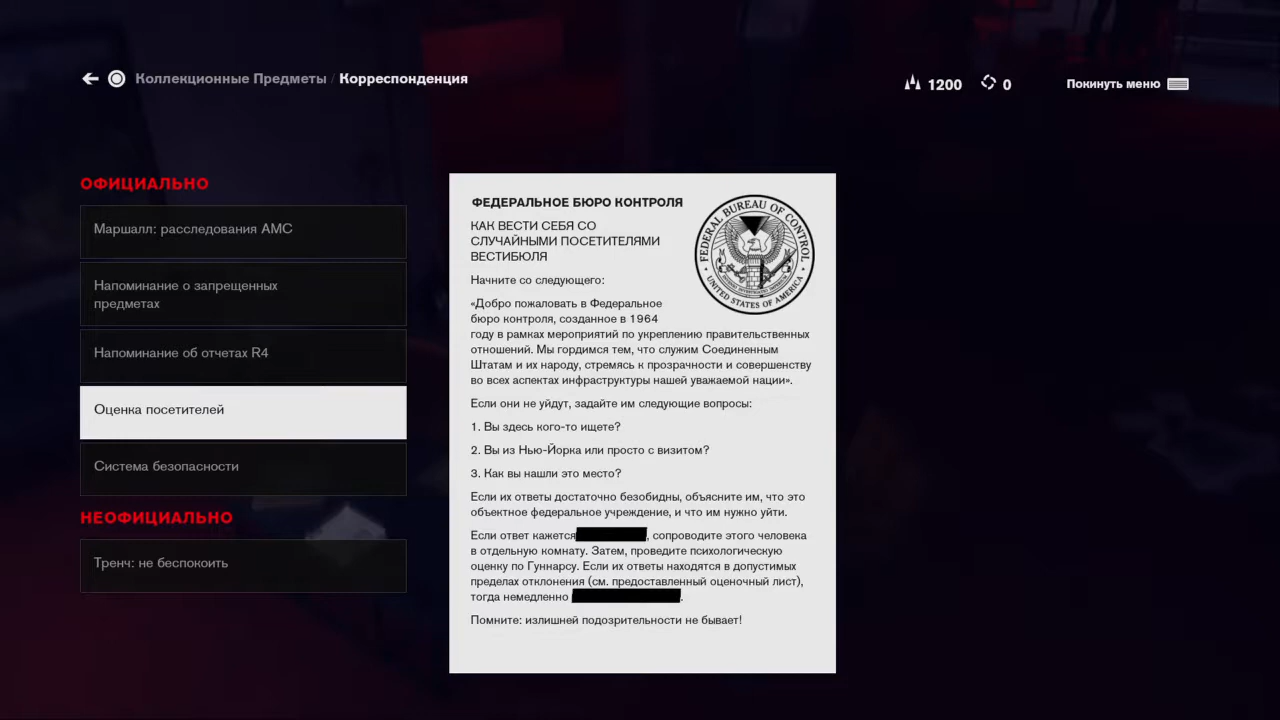 Коллекционные Предметы / Корреспонденция
1200
0
Покинуть меню
ОФИЦИАЛЬНО
Маршалл: расследования АМС
Напоминание о запрещенных
предметах
Напоминание об отчетах R4
Оценка посетителей
Система безопасности
НЕОФИЦИАЛЬНО
Тренч: не беспокоить
ФЕДЕРАЛЬНОЕ БЮРО КОНТРОЛЯ
FEDERAL BUREAU OF CONTROL
UNITED STATES OF AMERICA
КАК ВЕСТИ СЕБЯ СО
СЛУЧАЙНЫМИ ПОСЕТИТЕЛЯМИ
ВЕСТИБЮЛЯ
Начните со следующего:
«Добро пожаловать в Федеральное
бюро контроля, созданное в 1964
году в рамках мероприятий по укреплению правительственных
отношений. Мы гордимся тем, что служим Соединенным
Штатам и их народу, стремясь к прозрачности и совершенству
во всех аспектах инфраструктуры нашей уважаемой нации».
Если они не уйдут, задайте им следующие вопросы:
1. Вы здесь кого-то ищете?
2. Вы из Нью-Йорка или просто с визитом?
3. Как вы нашли это место?
Если их ответы достаточно безобидны, объясните им, что это
объектное федеральное учреждение, и что им нужно уйти.
Если ответ кажется , сопроводите этого человека
в отдельную комнату. Затем, проведите психологическую
оценку по Гуннарсу. Если их ответы находятся в допустимых
пределах отклонения (см. предоставленный оценочный лист),
тогда немедленно .
Помните: излишней подозрительности не бывает!